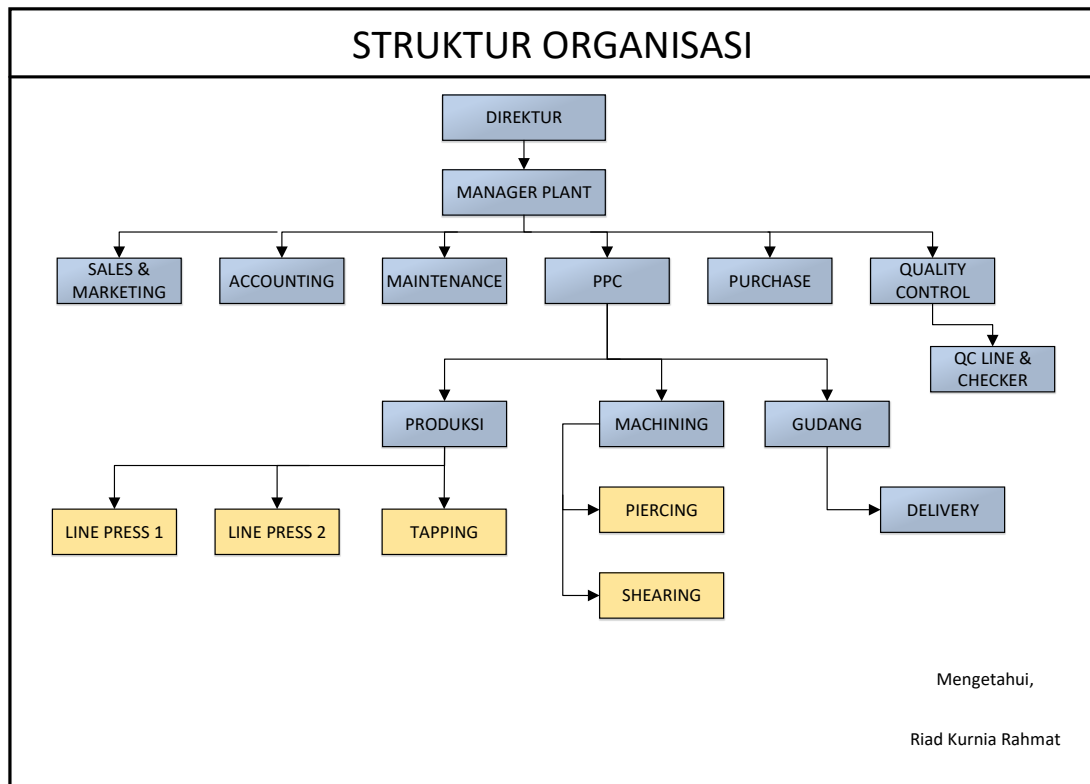 STRUKTUR ORGANISASI
DIREKTUR
MANAGER PLANT
SALES &
MARKETING
ACCOUNTING
MAINTENANCE
PPC
PURCHASE
QUALITY
CONTROL
QC LINE &
CHECKER
PRODUKSI
MACHINING
GUDANG
LINE PRESS 1
LINE PRESS 2
TAPPING
PIERCING
DELIVERY
SHEARING
Mengetahui,
Riad Kurnia Rahmat